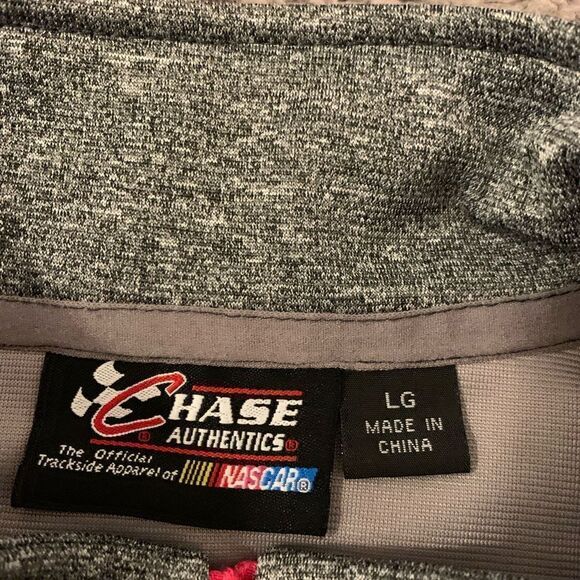 CHASE
® AUTHENTICS®
The Official
Trackside Apparel of NASCAR®
LG
MADE IN
CHINA